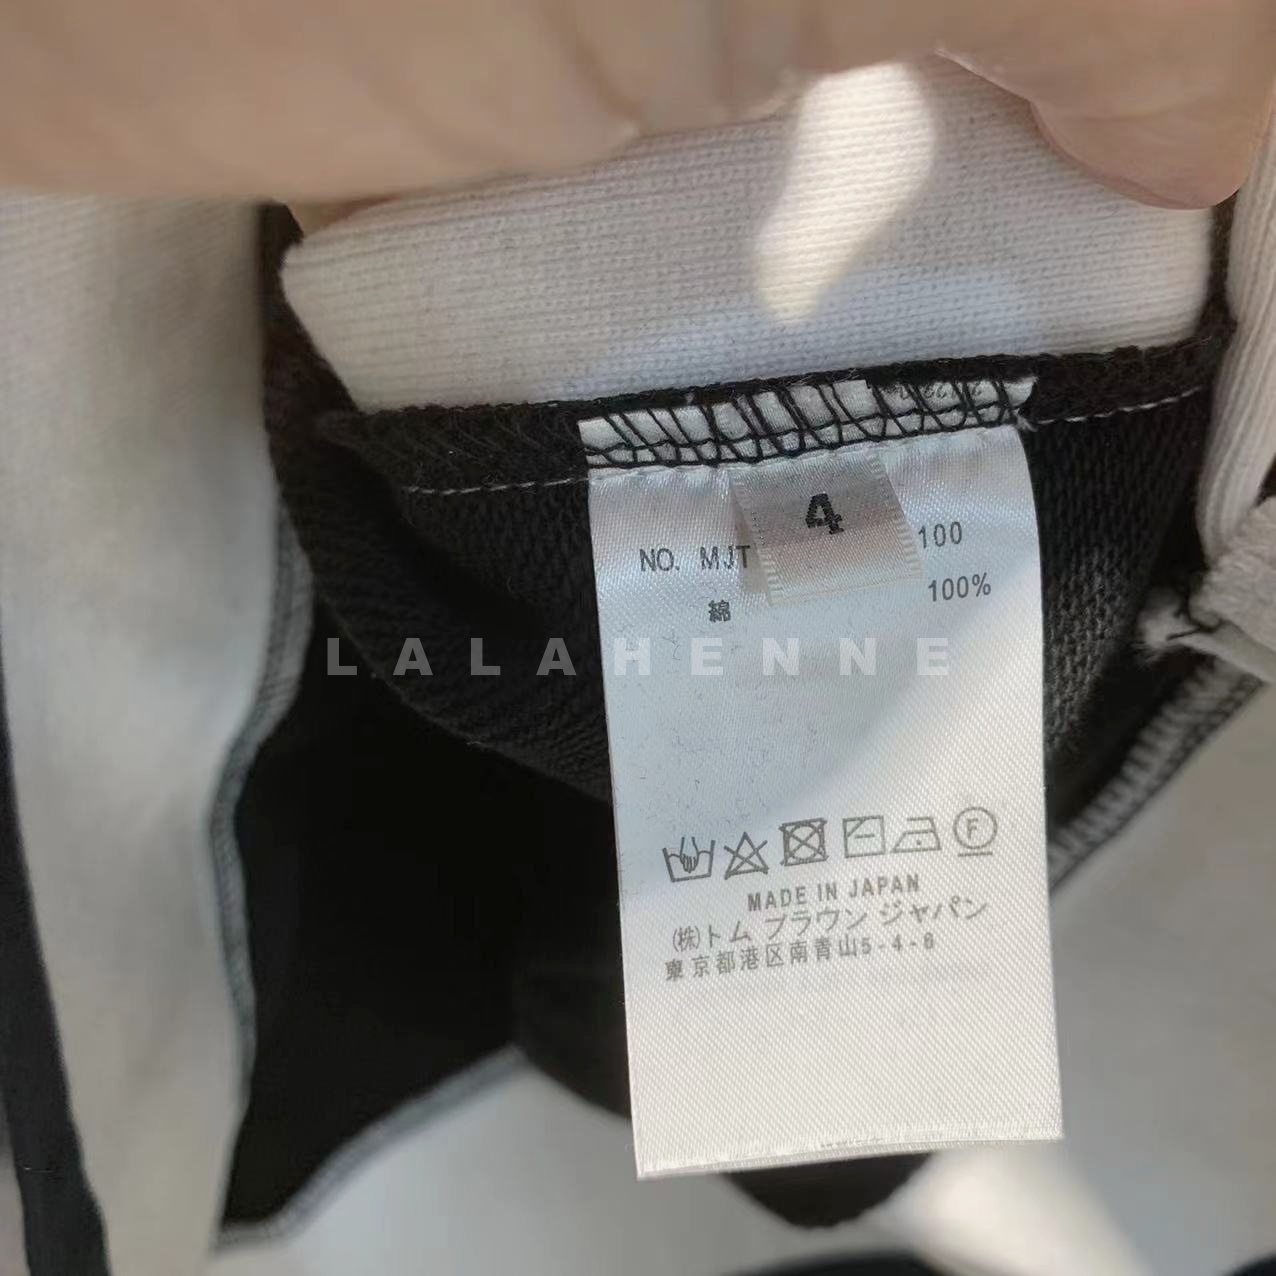 4
NO. MJT 100
綿 100%
LALAHENNE
F
MADE IN JAPAN
(株)トム ブラウン ジャパン
東京都港区南青山5-4-6